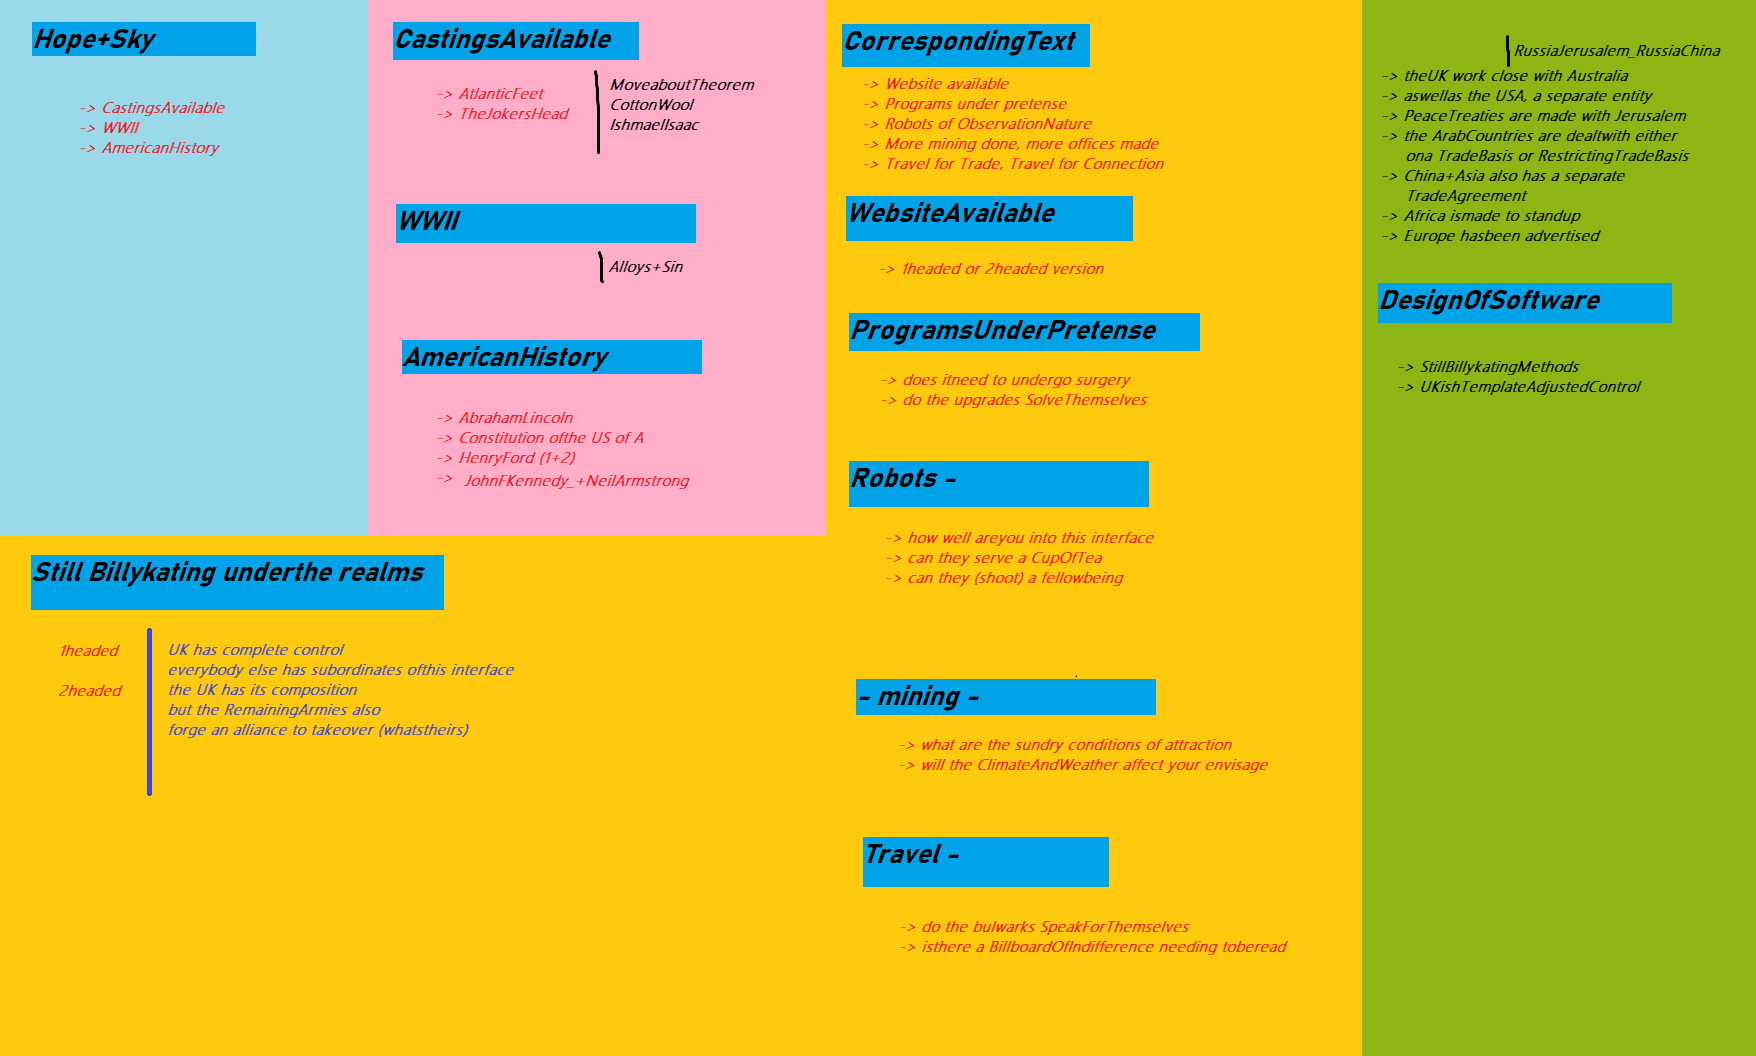 Hope+Sky
-> CastingsAvailable
-> WWII
-> AmericanHistory
CastingsAvailable
-> AtlanticFeet
-> TheJokersHead
MoveaboutTheorem
CottonWool
IshmaelIsaac
WWII
Alloys+Sin
AmericanHistory
-> AbrahamLincoln
-> Constitution ofthe US of A
-> HenryFord (1+2)
-> JohnFKennedy_+NeilArmstrong
Still Billykating underthe realms
1headed
2headed
UK has complete control
everybody else has subordinates ofthis interface
the UK has its composition
but the RemainingArmies also
forge an alliance to takeover (whatstheirs)
CorrespondingText
-> Website available
-> Programs under pretense
-> Robots of ObservationNature
-> More mining done, more offices made
-> Travel for Trade, Travel for Connection
WebsiteAvailable
-> 1headed or 2headed version
ProgramsUnderPretense
-> does itneed to undergo surgery
-> do the upgrades SolveThemselves
Robots -
-> how well areyou into this interface
-> can they serve a CupOfTea
-> can they (shoot) a fellowbeing
- mining -
-> what are the sundry conditions of attraction
-> will the ClimateAndWeather affect your envisage
Travel -
-> do the bulwarks SpeakForThemselves
-> isthere a BillboardOfIndifference needing toberead
RussiaJerusalem_RussiaChina
-> theUK work close with Australia
-> aswellas the USA, a separate entity
-> PeaceTreaties are made with Jerusalem
-> the ArabCountries are dealtwith either
ona TradeBasis or RestrictingTradeBasis
-> China+Asia also has a separate
TradeAgreement
-> Africa ismade to standup
-> Europe hasbeen advertised
DesignOfSoftware
-> StillBillykatingMethods
-> UKishTemplateAdjustedControl